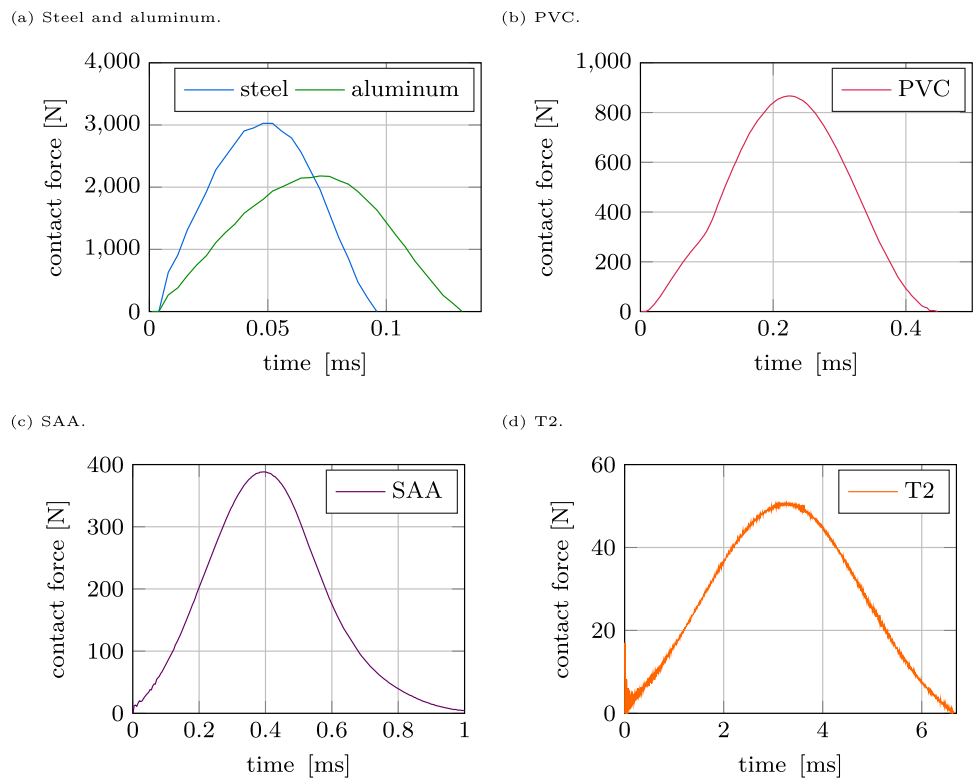 (a) Steel and aluminum.
4,000
3,000
2,000
1,000
0
contact force [N]
steel
aluminum
0
0.05
0.1
time [ms]
(b) PVC.
1,000
800
600
400
200
0
contact force [N]
PVC
0
0.2
0.4
time [ms]
(c) SAA.
400
300
200
100
0
contact force [N]
SAA
0
0.2
0.4
0.6
0.8
1
time [ms]
(d) T2.
60
40
20
0
contact force [N]
T2
0
2
4
6
time [ms]